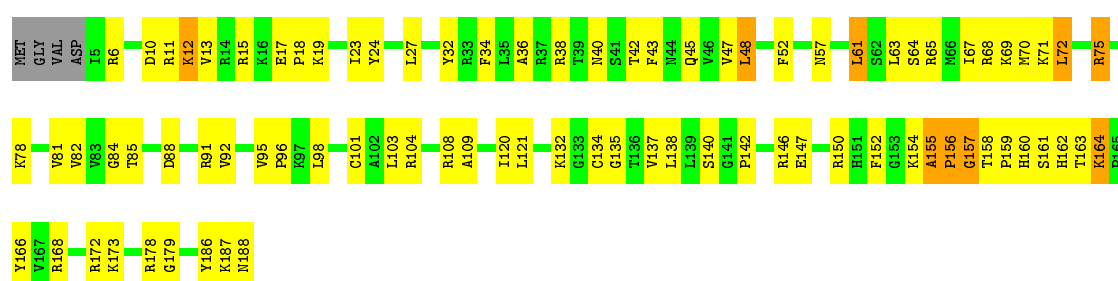 MET GLY VAL ASP I5 R6 D10 R11 K12 V13 R14 R15 K16 E17 P18 K19 I23 Y24 L27 Y32 R33 F34 L35 A36 R37 R38 T39 N40 S41 T42 F43 N44 Q45 V46 V47 L48 F52 N57 L61 S62 L63 S64 R65 M66 I67 R68 K69 M70 K71 L72 R75
K78 V81 V82 V83 G84 T85 D88 R91 V92 V95 P96 K97 L98 C101 A102 L103 R104 R108 A109 I120 L121 K132 G133 C134 G135 T136 V137 L138 L139 S140 G141 P142 R146 E147 R150 H151 F152 G153 K154 A155 P156 G157 T158 P159 H160 S161 H162 T163 K164 P165
Y166 V167 R168 R172 K173 R178 G179 Y186 K187 N188